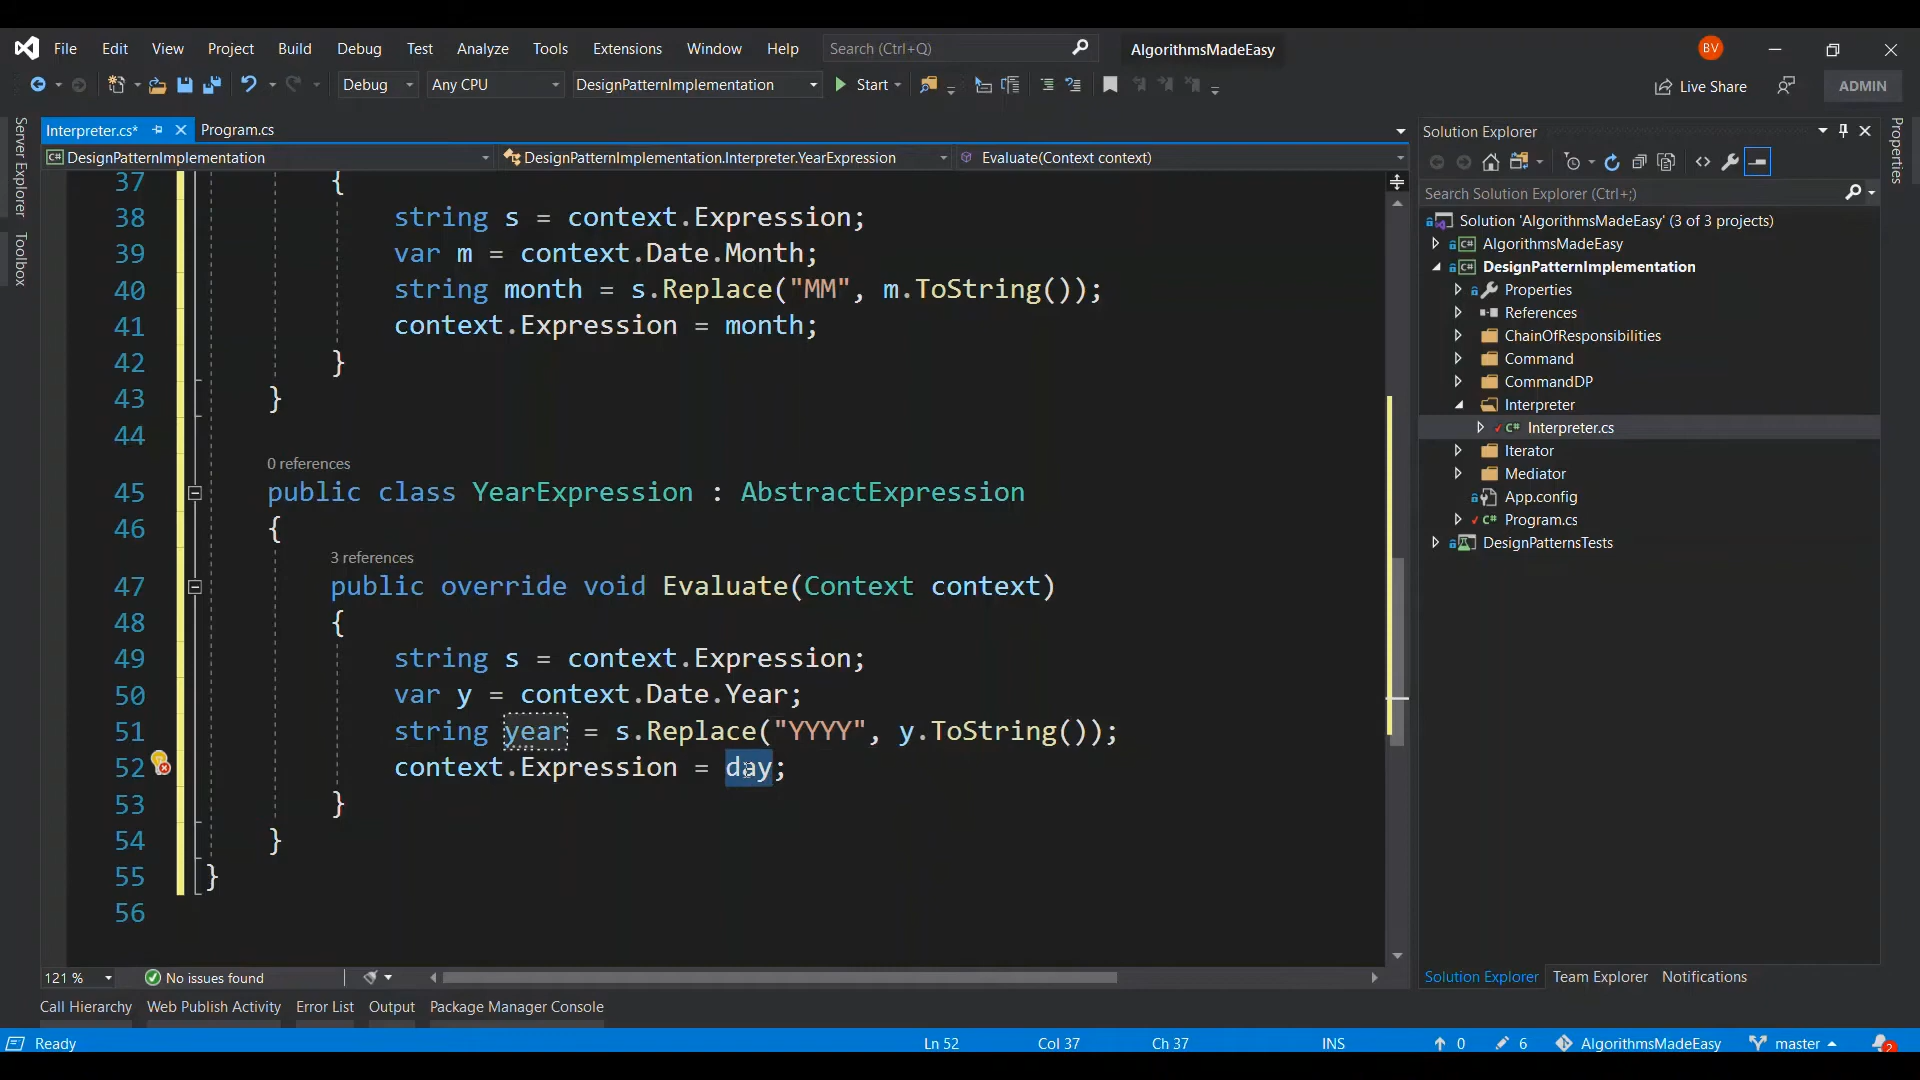 File Edit View Project Build Debug Test Analyze Tools Extensions Window Help Search (Ctrl+Q) AlgorithmsMadeEasy BV
Debug Any CPU DesignPatternImplementation Start Live Share ADMIN
Server Explorer
Toolbox
Interpreter.cs* Program.cs
DesignPatternImplementation DesignPatternImplementation.Interpreter.YearExpression Evaluate(Context context)
37 {
38 string s = context.Expression;
39 var m = context.Date.Month;
40 string month = s.Replace("MM", m.ToString());
41 context.Expression = month;
42 }
43 }
44
0 references
45 public class YearExpression : AbstractExpression
46 {
3 references
47 public override void Evaluate(Context context)
48 {
49 string s = context.Expression;
50 var y = context.Date.Year;
51 string year = s.Replace("YYYY", y.ToString());
52 context.Expression = day;
53 }
54 }
55 }
56
121 % No issues found
Call Hierarchy Web Publish Activity Error List Output Package Manager Console
Solution Explorer
Search Solution Explorer (Ctrl+;)
Solution 'AlgorithmsMadeEasy' (3 of 3 projects)
C# AlgorithmsMadeEasy
C# DesignPatternImplementation
Properties
References
ChainOfResponsibilities
Command
CommandDP
Interpreter
C# Interpreter.cs
Iterator
Mediator
App.config
C# Program.cs
DesignPatternsTests
Solution Explorer Team Explorer Notifications
Properties
Ready Ln 52 Col 37 Ch 37 INS 0 6 AlgorithmsMadeEasy master 2